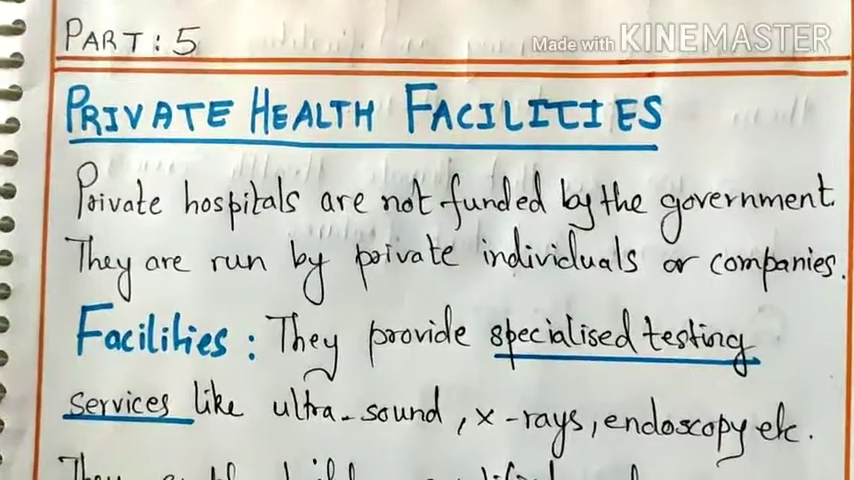 PART: 5
Made with KINEMASTER
PRIVATE HEALTH FACILITIES
Private hospitals are not funded by the government.
They are run by private individuals or companies.
Facilities: They provide specialised testing
services like ultra-sound, x-rays, endoscopy etc.
They